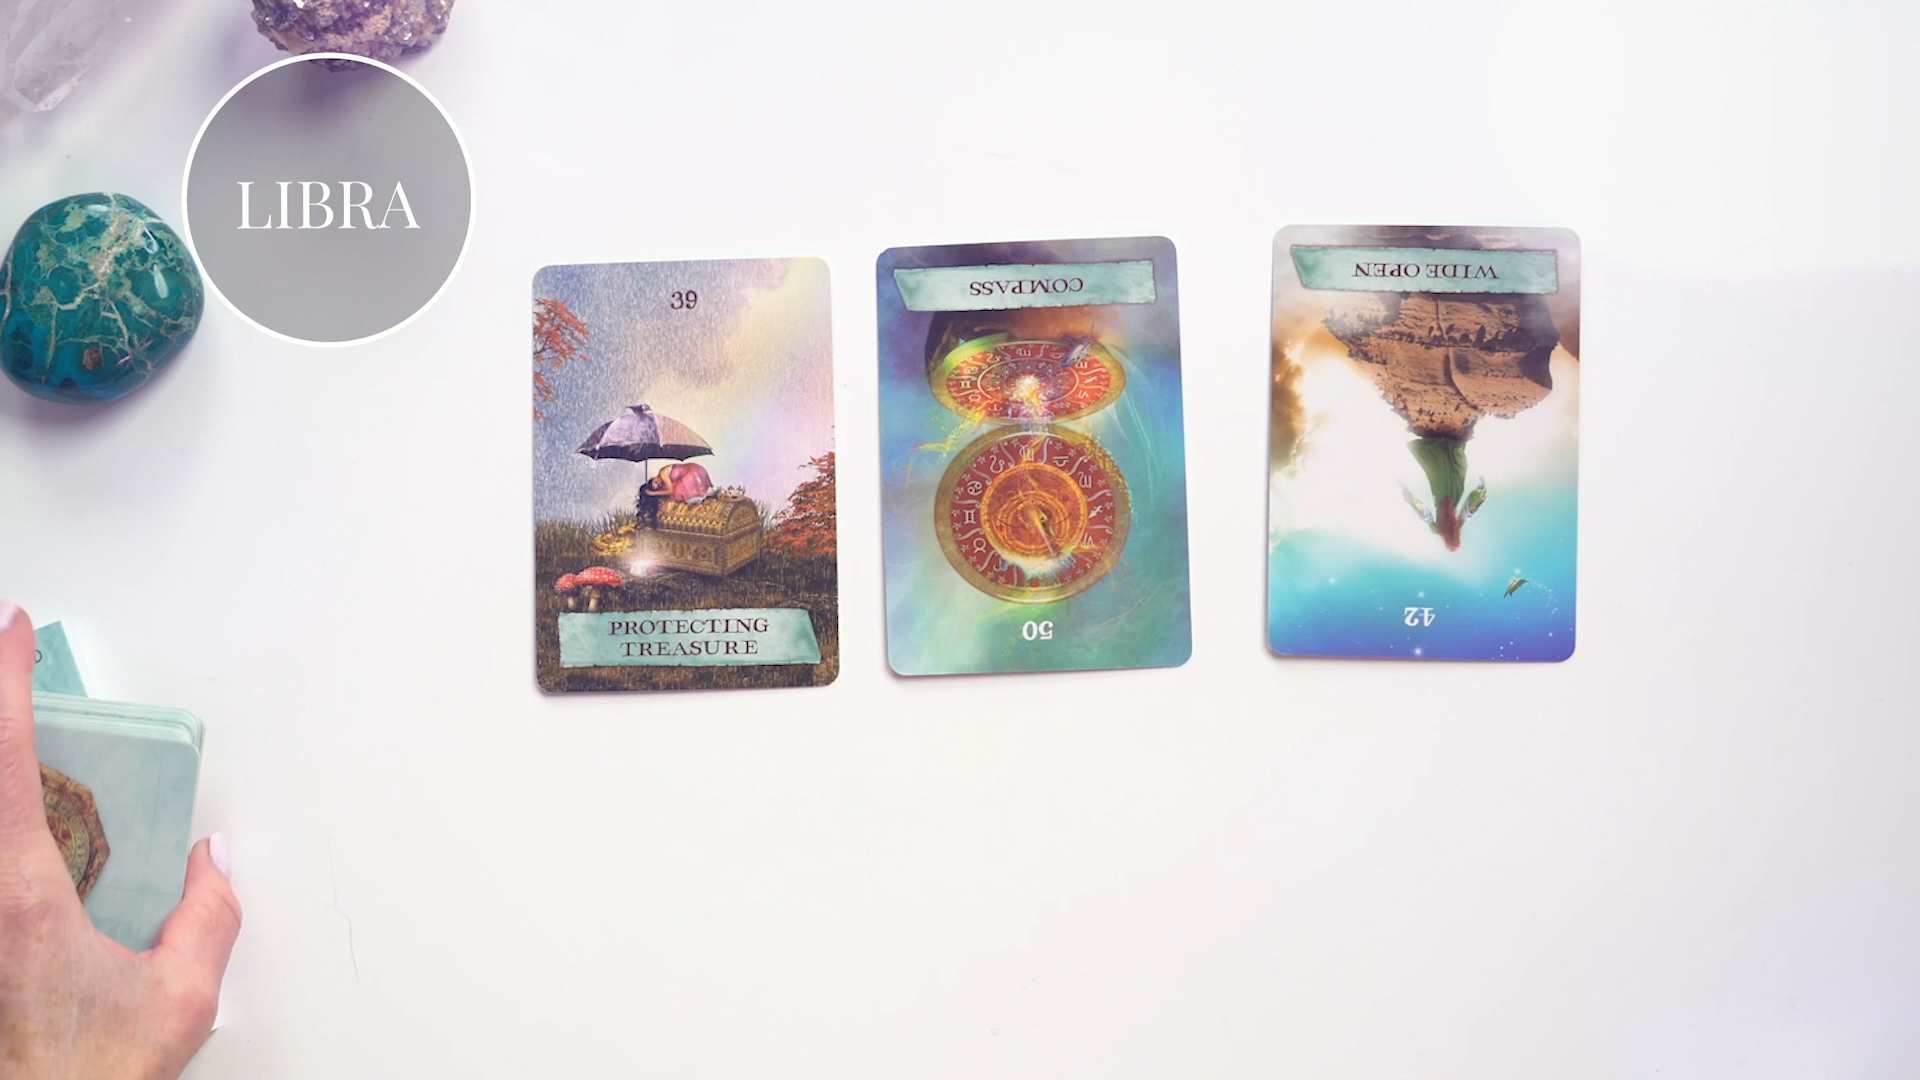 LIBRA
39
PROTECTING
TREASURE
COMPASS
50
WIDE OPEN
42